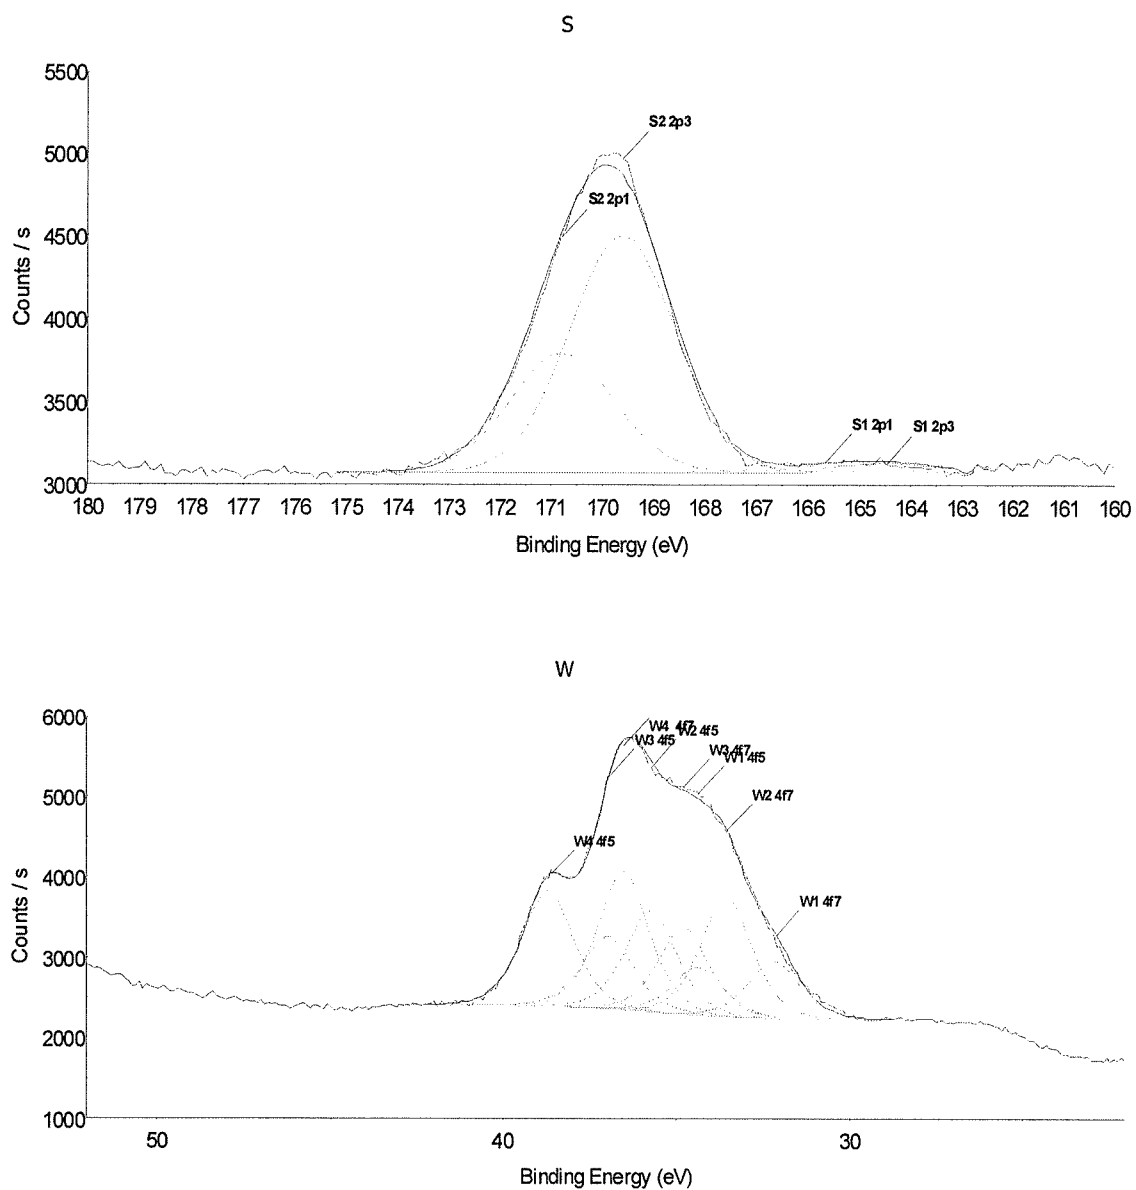 S
5500
5000
4500
4000
3500
3000
Counts / s
S2 2p3
S2 2p1
S1 2p1
S1 2p3
180 179 178 177 176 175 174 173 172 171 170 169 168 167 166 165 164 163 162 161 160
Binding Energy (eV)
W
6000
5000
4000
3000
2000
1000
Counts / s
W4 4f7
W2 4f5
W3 4f5
W3 4f7
W1 4f5
W2 4f7
W4 4f5
W1 4f7
50 40 30
Binding Energy (eV)